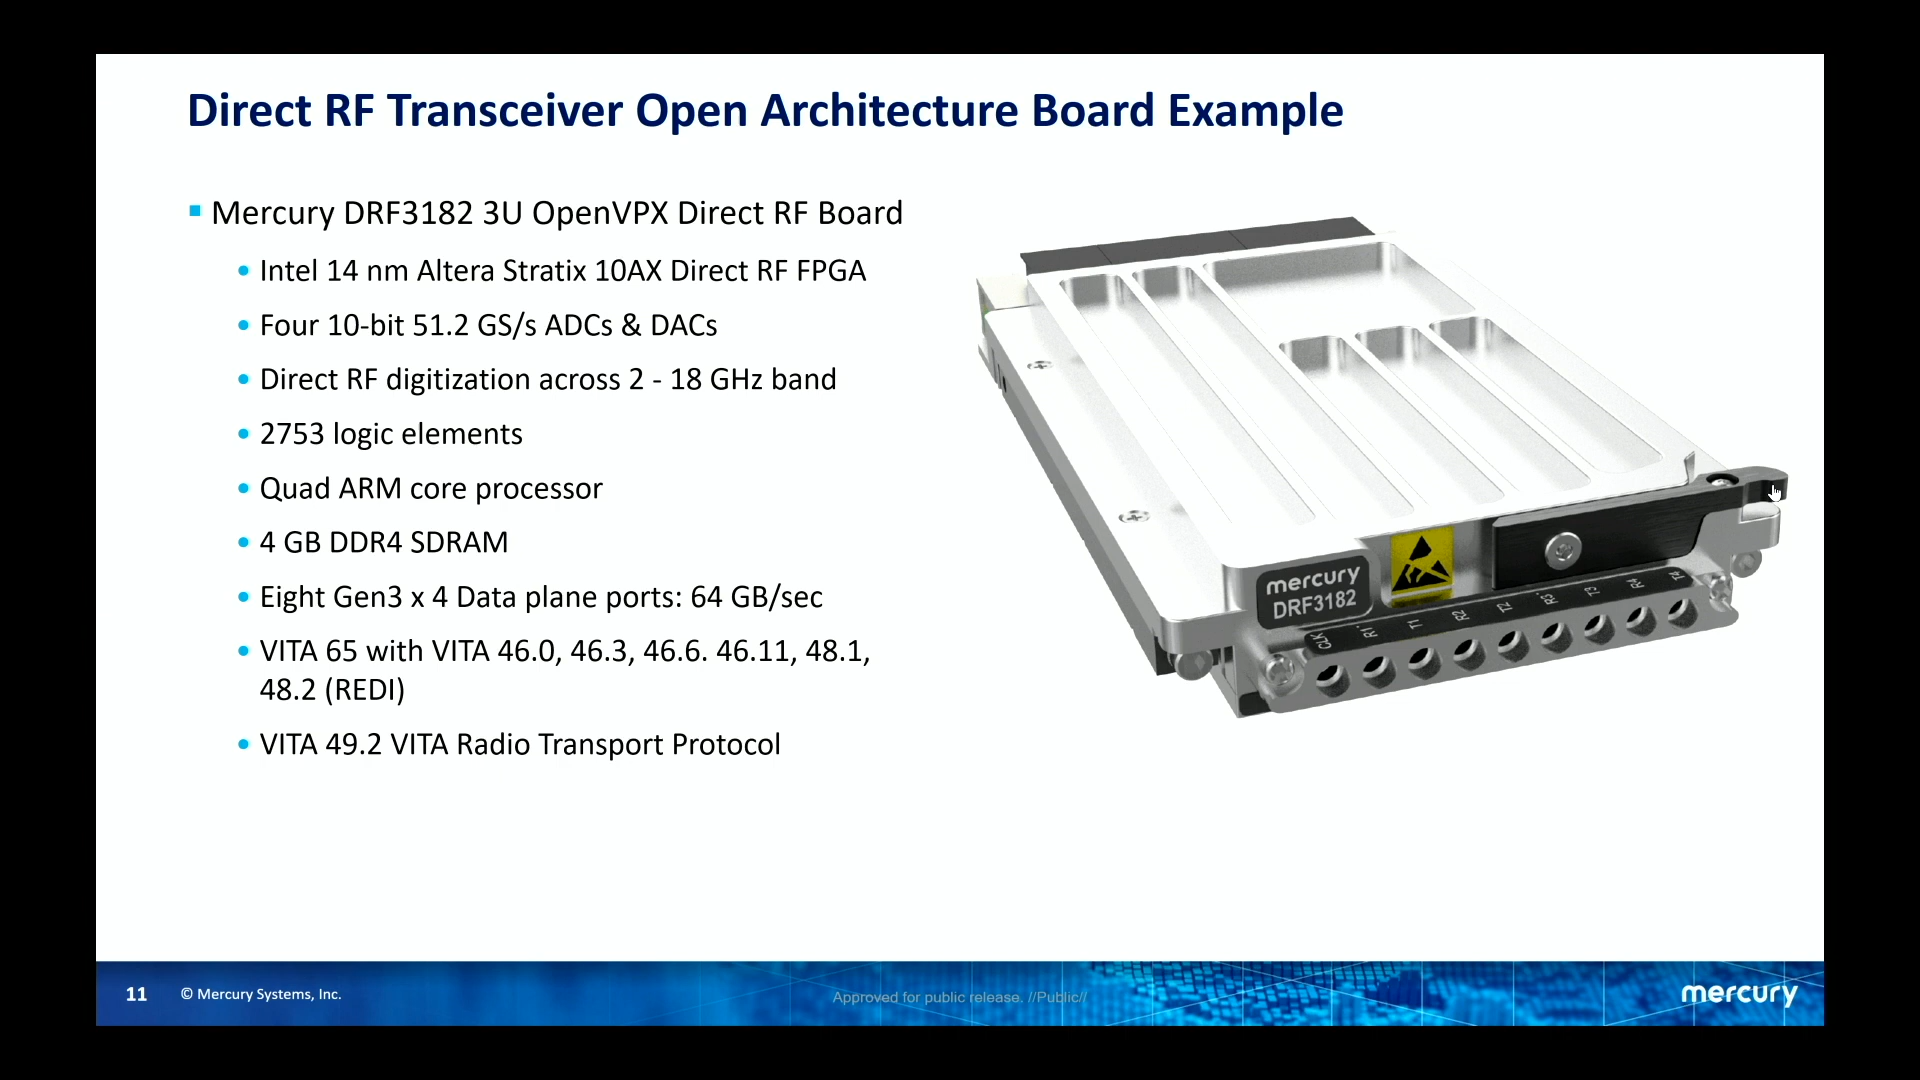 Direct RF Transceiver Open Architecture Board Example
Mercury DRF3182 3U OpenVPX Direct RF Board
Intel 14 nm Altera Stratix 10AX Direct RF FPGA
Four 10-bit 51.2 GS/s ADCs & DACs
Direct RF digitization across 2 - 18 GHz band
2753 logic elements
Quad ARM core processor
4 GB DDR4 SDRAM
Eight Gen3 x 4 Data plane ports: 64 GB/sec
VITA 65 with VITA 46.0, 46.3, 46.6. 46.11, 48.1,
48.2 (REDI)
VITA 49.2 VITA Radio Transport Protocol
mercury
DRF3182
CLK R1 T1 R2 T2 R3 T3 R4 T4
11
© Mercury Systems, Inc.
Approved for public release. //Public//
mercury